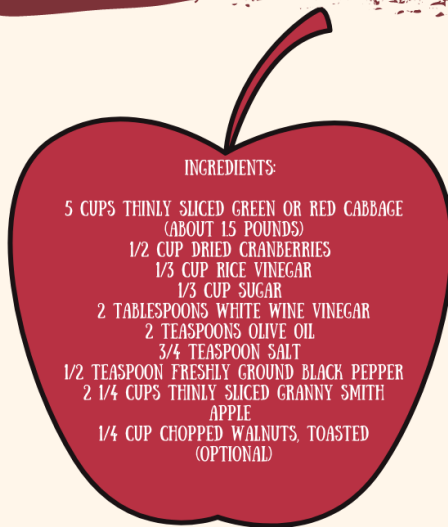 INGREDIENTS:
5 CUPS THINLY SLICED GREEN OR RED CABBAGE
(ABOUT 1.5 POUNDS)
1/2 CUP DRIED CRANBERRIES
1/3 CUP RICE VINEGAR
1/3 CUP SUGAR
2 TABLESPOONS WHITE WINE VINEGAR
2 TEASPOONS OLIVE OIL
3/4 TEASPOON SALT
1/2 TEASPOON FRESHLY GROUND BLACK PEPPER
2 1/4 CUPS THINLY SLICED GRANNY SMITH
APPLE
1/4 CUP CHOPPED WALNUTS, TOASTED
(OPTIONAL)